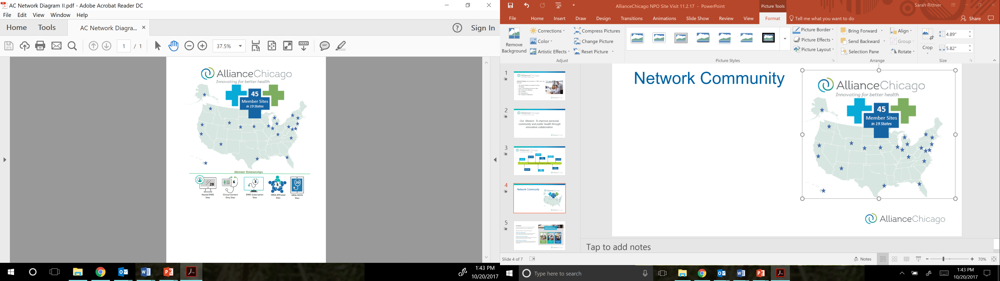 AC Network Diagram II.pdf - Adobe Acrobat Reader DC
File Edit View Window Help
Home Tools AC Network Diagra... × Sign In
1 / 1 37.5%
AllianceChicago
Innovating for better health
45
Member Sites
in 19 States
Member Relationships
28 6 3 5 20
Hosted EHRS Sites
Clinical Content Only Sites
EHRS Subscription Sites
HRSA Affiliated Sites
HRSA HCCN Sites
1:43 PM
10/20/2017
AllianceChicago NPO Site Visit 11.2.17 - PowerPoint
Picture Tools
Sarah Rittner
File Home Insert Draw Design Transitions Animations Slide Show Review View Format Tell me what you want to do Share
Remove Background
Corrections
Color
Artistic Effects
Compress Pictures
Change Picture
Reset Picture
Adjust
Picture Styles
Picture Border
Picture Effects
Picture Layout
Bring Forward
Send Backward
Selection Pane
Align
Group
Rotate
Arrange
Crop
4.89"
5.82"
Size
1
AllianceChicago
2
AllianceChicago
Our Mission: To improve personal,
community and public health through
innovative collaboration
AllianceChicago
3
AllianceChicago
AllianceChicago
4
Network Community
AllianceChicago
5
AllianceChicago
Network Community
AllianceChicago
Innovating for better health
45
Member Sites
in 19 States
AllianceChicago
Tap to add notes
Slide 4 of 7
Notes
70%
Type here to search
1:43 PM
10/20/2017